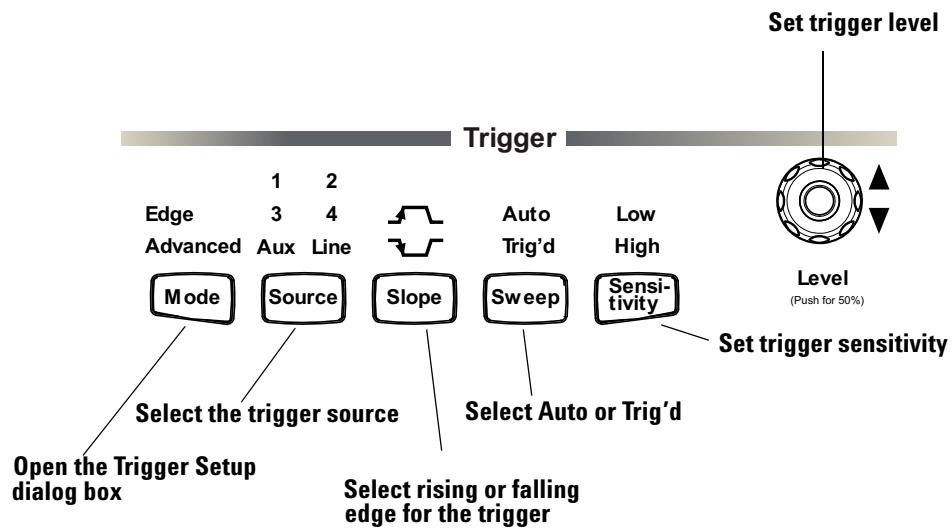 Set trigger level
Trigger
1 2
Edge 3 4 Auto Low
Advanced Aux Line Trig'd High
Mode Source Slope Sweep Sensi-
tivity
Level
(Push for 50%)
Set trigger sensitivity
Select the trigger source
Select Auto or Trig'd
Open the Trigger Setup
dialog box
Select rising or falling
edge for the trigger